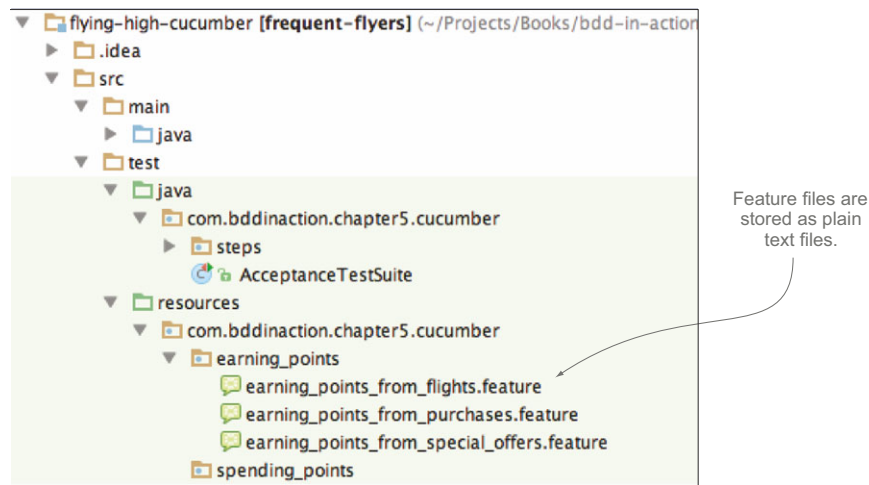 flying-high-cucumber [frequent-flyers] (~/Projects/Books/bdd-in-action
.idea
src
main
java
test
java
com.bddinaction.chapter5.cucumber
steps
AcceptanceTestSuite
resources
com.bddinaction.chapter5.cucumber
earning_points
earning_points_from_flights.feature
earning_points_from_purchases.feature
earning_points_from_special_offers.feature
spending_points
Feature files are
stored as plain
text files.